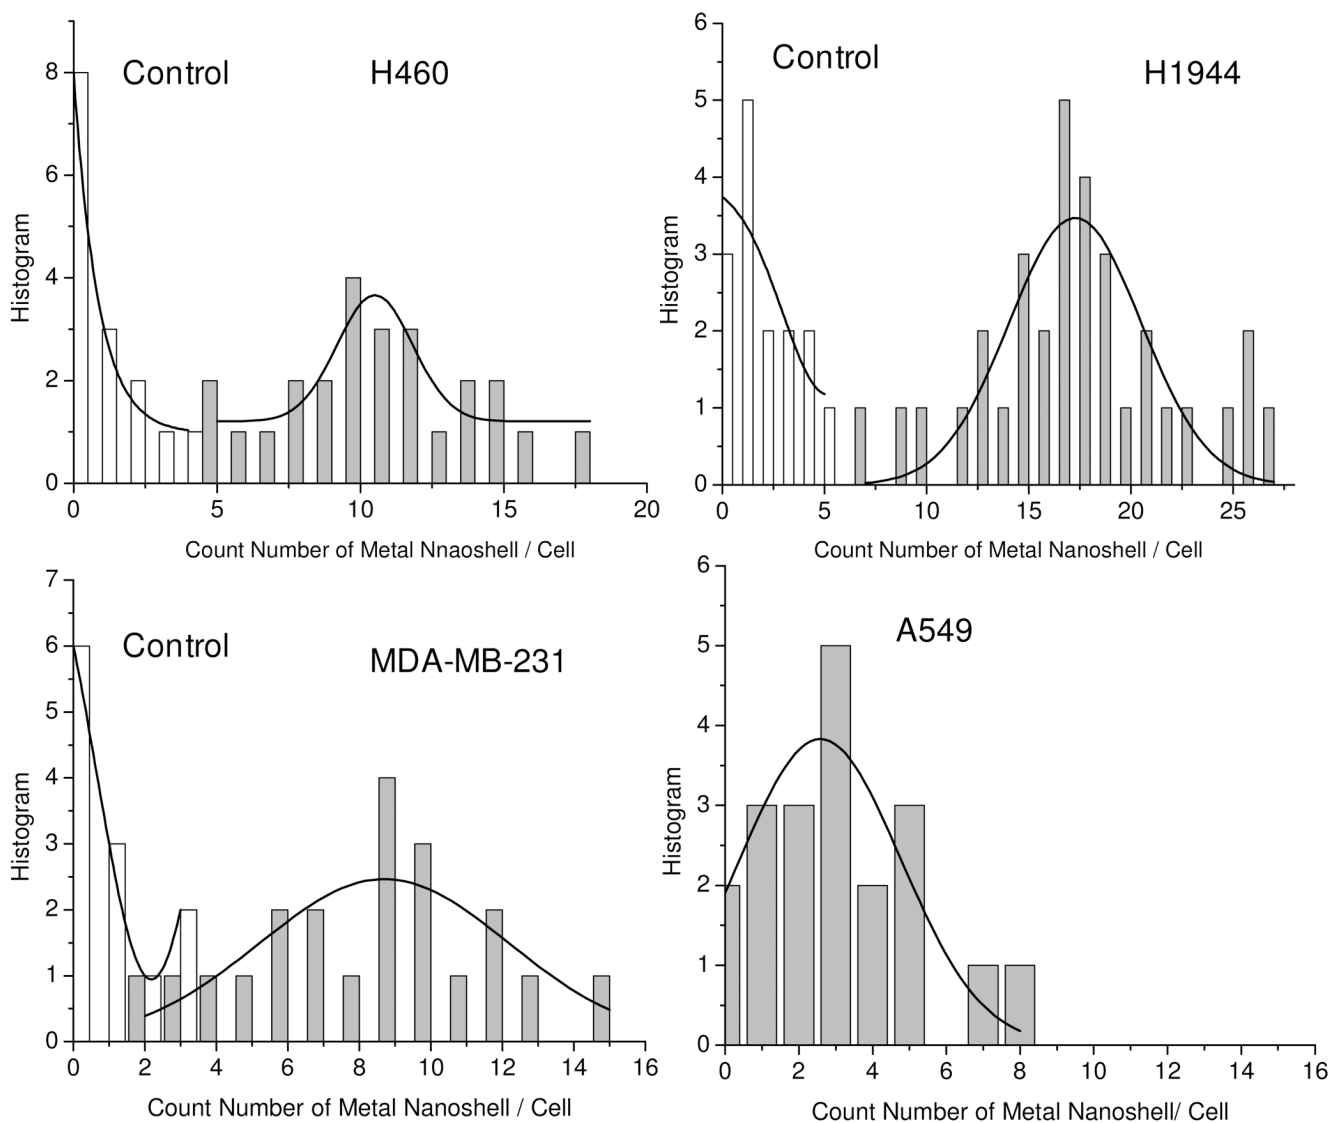 Control
H460
8
6
4
2
0
Histogram
0 5 10 15 20
Count Number of Metal Nnaoshell / Cell
Control
H1944
6
5
4
3
2
1
0
Histogram
0 5 10 15 20 25
Count Number of Metal Nanoshell / Cell
Control
MDA-MB-231
7
6
5
4
3
2
1
0
Histogram
0 2 4 6 8 10 12 14 16
Count Number of Metal Nanoshell / Cell
A549
6
5
4
3
2
1
0
Histogram
0 2 4 6 8 10 12 14 16
Count Number of Metal Nanoshell/ Cell